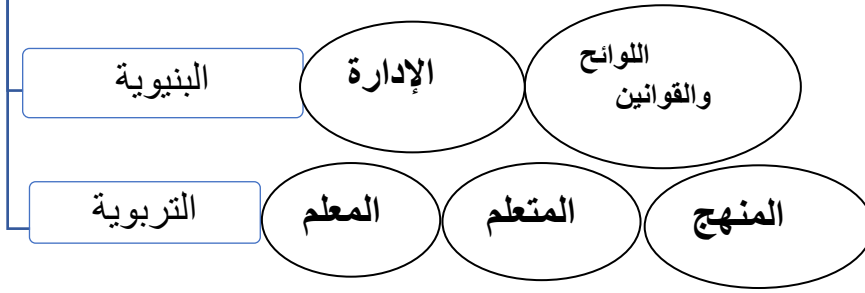 اللوائح
والقوانين
الإدارة
البنيوية
المنهج
المتعلم
المعلم
التربوية